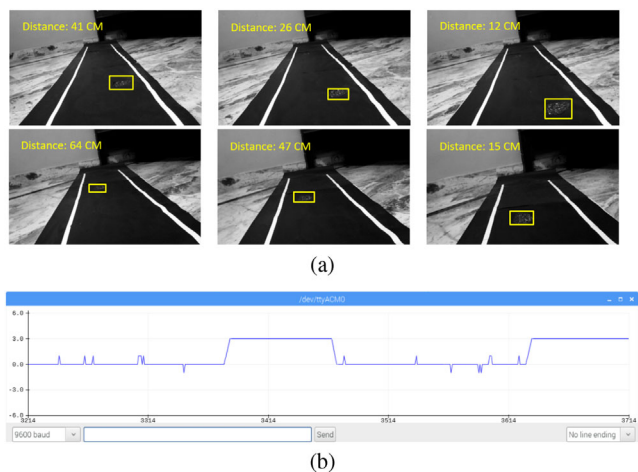 Distance: 41 CM
Distance: 26 CM
Distance: 12 CM
Distance: 64 CM
Distance: 47 CM
Distance: 15 CM
(a)
/dev/ttyACM0
6.0
3.0
0.0
-3.0
-6.0
3214 3314 3414 3514 3614 3714
9600 baud Send No line ending
(b)